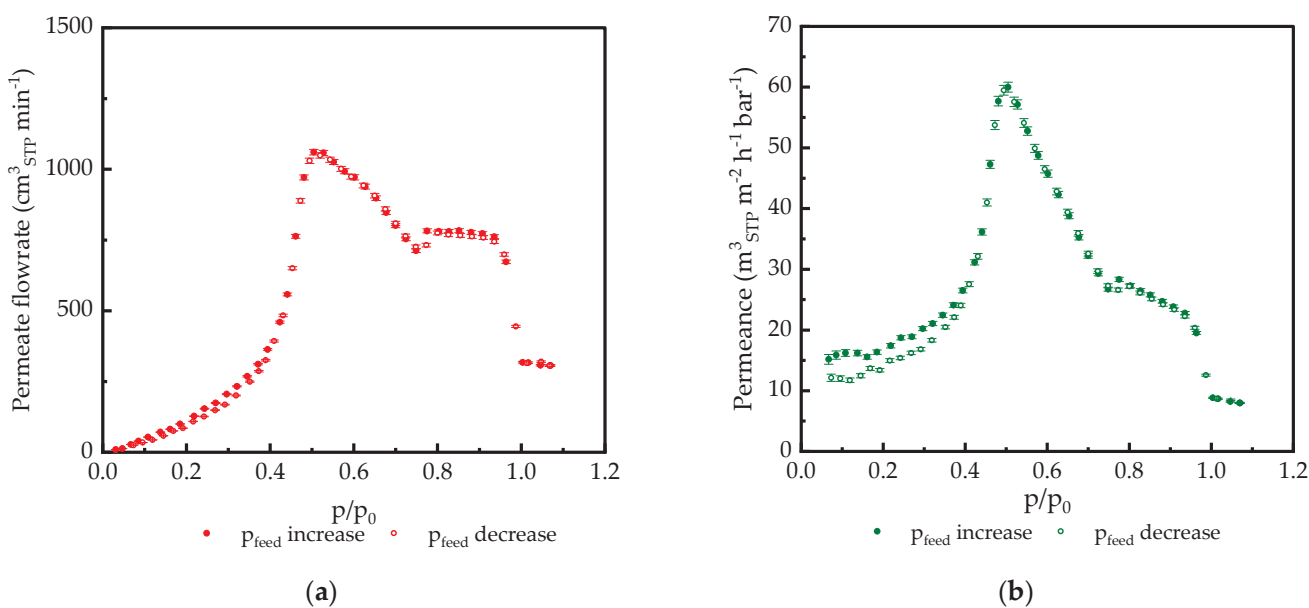 1500
1000
500
0
Permeate flowrate (cm³STP min⁻¹)
0.0 0.2 0.4 0.6 0.8 1.0 1.2
p/p₀
pfeed increase pfeed decrease
(a)
70
60
50
40
30
20
10
0
Permeance (m³STP m⁻² h⁻¹ bar⁻¹)
0.0 0.2 0.4 0.6 0.8 1.0 1.2
p/p₀
pfeed increase pfeed decrease
(b)